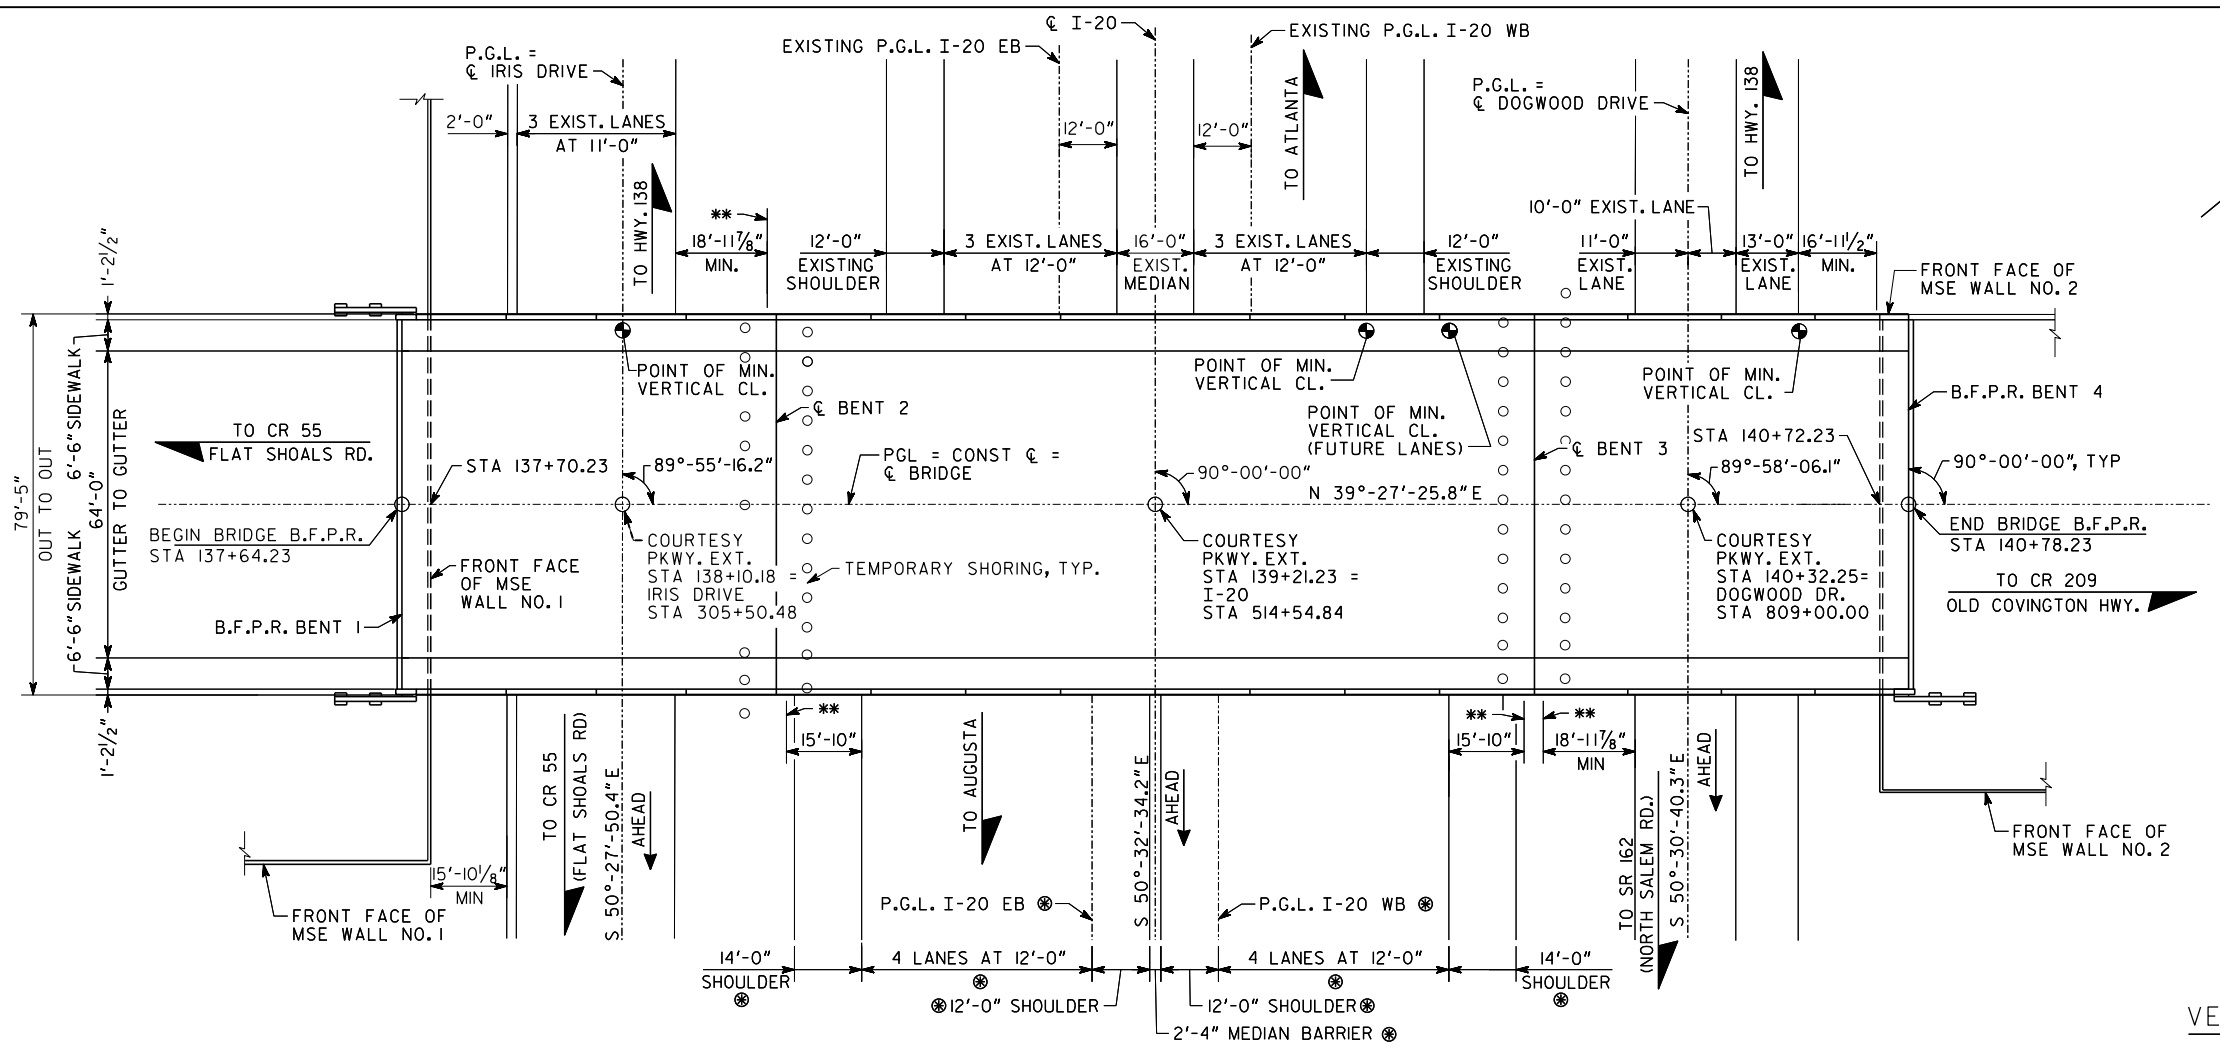 ₵ I-20
EXISTING P.G.L. I-20 EB
EXISTING P.G.L. I-20 WB
P.G.L. =
₵ IRIS DRIVE
P.G.L. =
₵ DOGWOOD DRIVE
2'-0"
3 EXIST. LANES
AT 11'-0"
12'-0"
12'-0"
TO ATLANTA
TO HWY. 138
TO HWY. 138
**
18'-11⅞"
MIN.
12'-0"
EXISTING
SHOULDER
3 EXIST. LANES
AT 12'-0"
16'-0"
EXIST.
MEDIAN
3 EXIST. LANES
AT 12'-0"
12'-0"
EXISTING
SHOULDER
10'-0" EXIST. LANE
11'-0"
EXIST.
LANE
13'-0"
EXIST.
LANE
16'-11½"
MIN.
FRONT FACE OF
MSE WALL NO. 2
1'-2½"
79'-5"
OUT TO OUT
6'-6" SIDEWALK
64'-0"
GUTTER TO GUTTER
6'-6" SIDEWALK
1'-2½"
POINT OF MIN.
VERTICAL CL.
POINT OF MIN.
VERTICAL CL.
POINT OF MIN.
VERTICAL CL.
(FUTURE LANES)
POINT OF MIN.
VERTICAL CL.
B.F.P.R. BENT 4
₵ BENT 2
₵ BENT 3
TO CR 55
FLAT SHOALS RD.
STA 137+70.23
89°-55'-16.2"
PGL = CONST ₵ =
₵ BRIDGE
90°-00'-00"
N 39°-27'-25.8" E
STA 140+72.23
89°-58'-06.1"
90°-00'-00", TYP
BEGIN BRIDGE B.F.P.R.
STA 137+64.23
FRONT FACE
OF MSE
WALL NO. 1
COURTESY
PKWY. EXT.
STA 138+10.18 =
IRIS DRIVE
STA 305+50.48
TEMPORARY SHORING, TYP.
COURTESY
PKWY. EXT.
STA 139+21.23 =
I-20
STA 514+54.84
COURTESY
PKWY. EXT.
STA 140+32.25=
DOGWOOD DR.
STA 809+00.00
END BRIDGE B.F.P.R.
STA 140+78.23
TO CR 209
OLD COVINGTON HWY.
B.F.P.R. BENT 1
**
15'-10"
**
15'-10"
**
18'-11⅞"
MIN
TO CR 55
(FLAT SHOALS RD)
S 50°-27'-50.4" E
AHEAD
TO AUGUSTA
S 50°-32'-34.2" E
AHEAD
TO SR 162
(NORTH SALEM RD.)
S 50°-30'-40.3" E
AHEAD
FRONT FACE OF
MSE WALL NO. 2
15'-10⅛"
MIN
FRONT FACE OF
MSE WALL NO. 1
P.G.L. I-20 EB ⊛
P.G.L. I-20 WB ⊛
14'-0"
SHOULDER
⊛
4 LANES AT 12'-0"
⊛
4 LANES AT 12'-0"
⊛
14'-0"
SHOULDER
⊛
⊛ 12'-0" SHOULDER
12'-0" SHOULDER ⊛
2'-4" MEDIAN BARRIER ⊛
VE